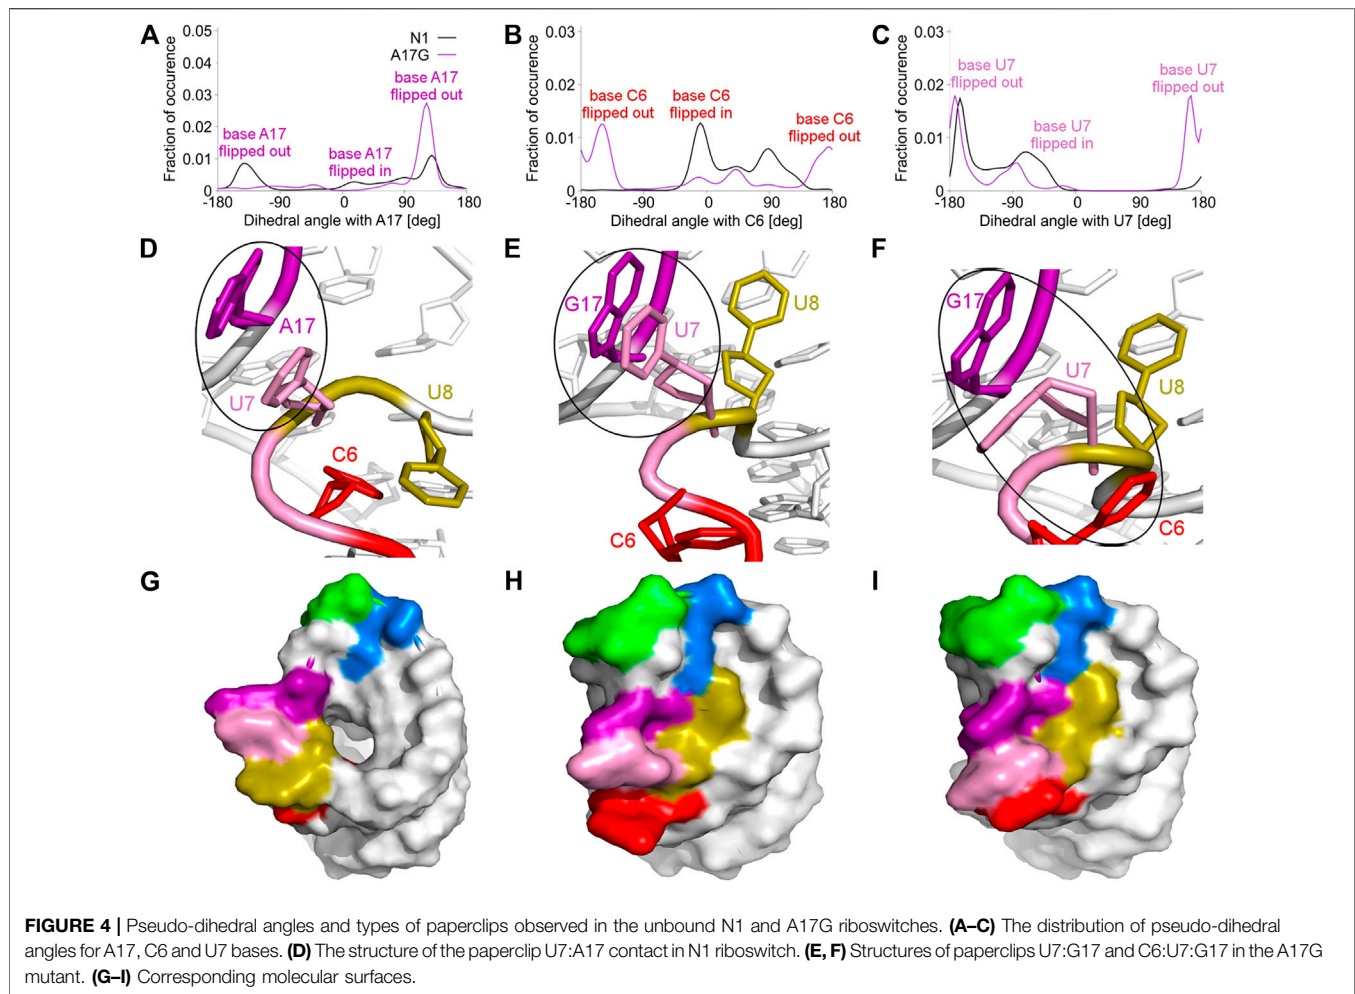 A
Fraction of occurence
0.05
0.04
0.03
0.02
0.01
0
N1
A17G
base A17
flipped out
base A17
flipped in
base A17
flipped out
-180
-90
0
90
180
Dihedral angle with A17 [deg]
B
Fraction of occurence
0.03
0.02
0.01
0
base C6
flipped out
base C6
flipped in
base C6
flipped out
-180
-90
0
90
180
Dihedral angle with C6 [deg]
C
Fraction of occurence
0.03
0.02
0.01
0
base U7
flipped out
base U7
flipped in
base U7
flipped out
-180
-90
0
90
180
Dihedral angle with U7 [deg]
D
A17
U7
C6
U8
E
G17
U7
U8
C6
F
G17
U7
U8
C6
G
H
I
FIGURE 4 | Pseudo-dihedral angles and types of paperclips observed in the unbound N1 and A17G riboswitches. (A–C) The distribution of pseudo-dihedral
angles for A17, C6 and U7 bases. (D) The structure of the paperclip U7:A17 contact in N1 riboswitch. (E, F) Structures of paperclips U7:G17 and C6:U7:G17 in the A17G
mutant. (G–I) Corresponding molecular surfaces.